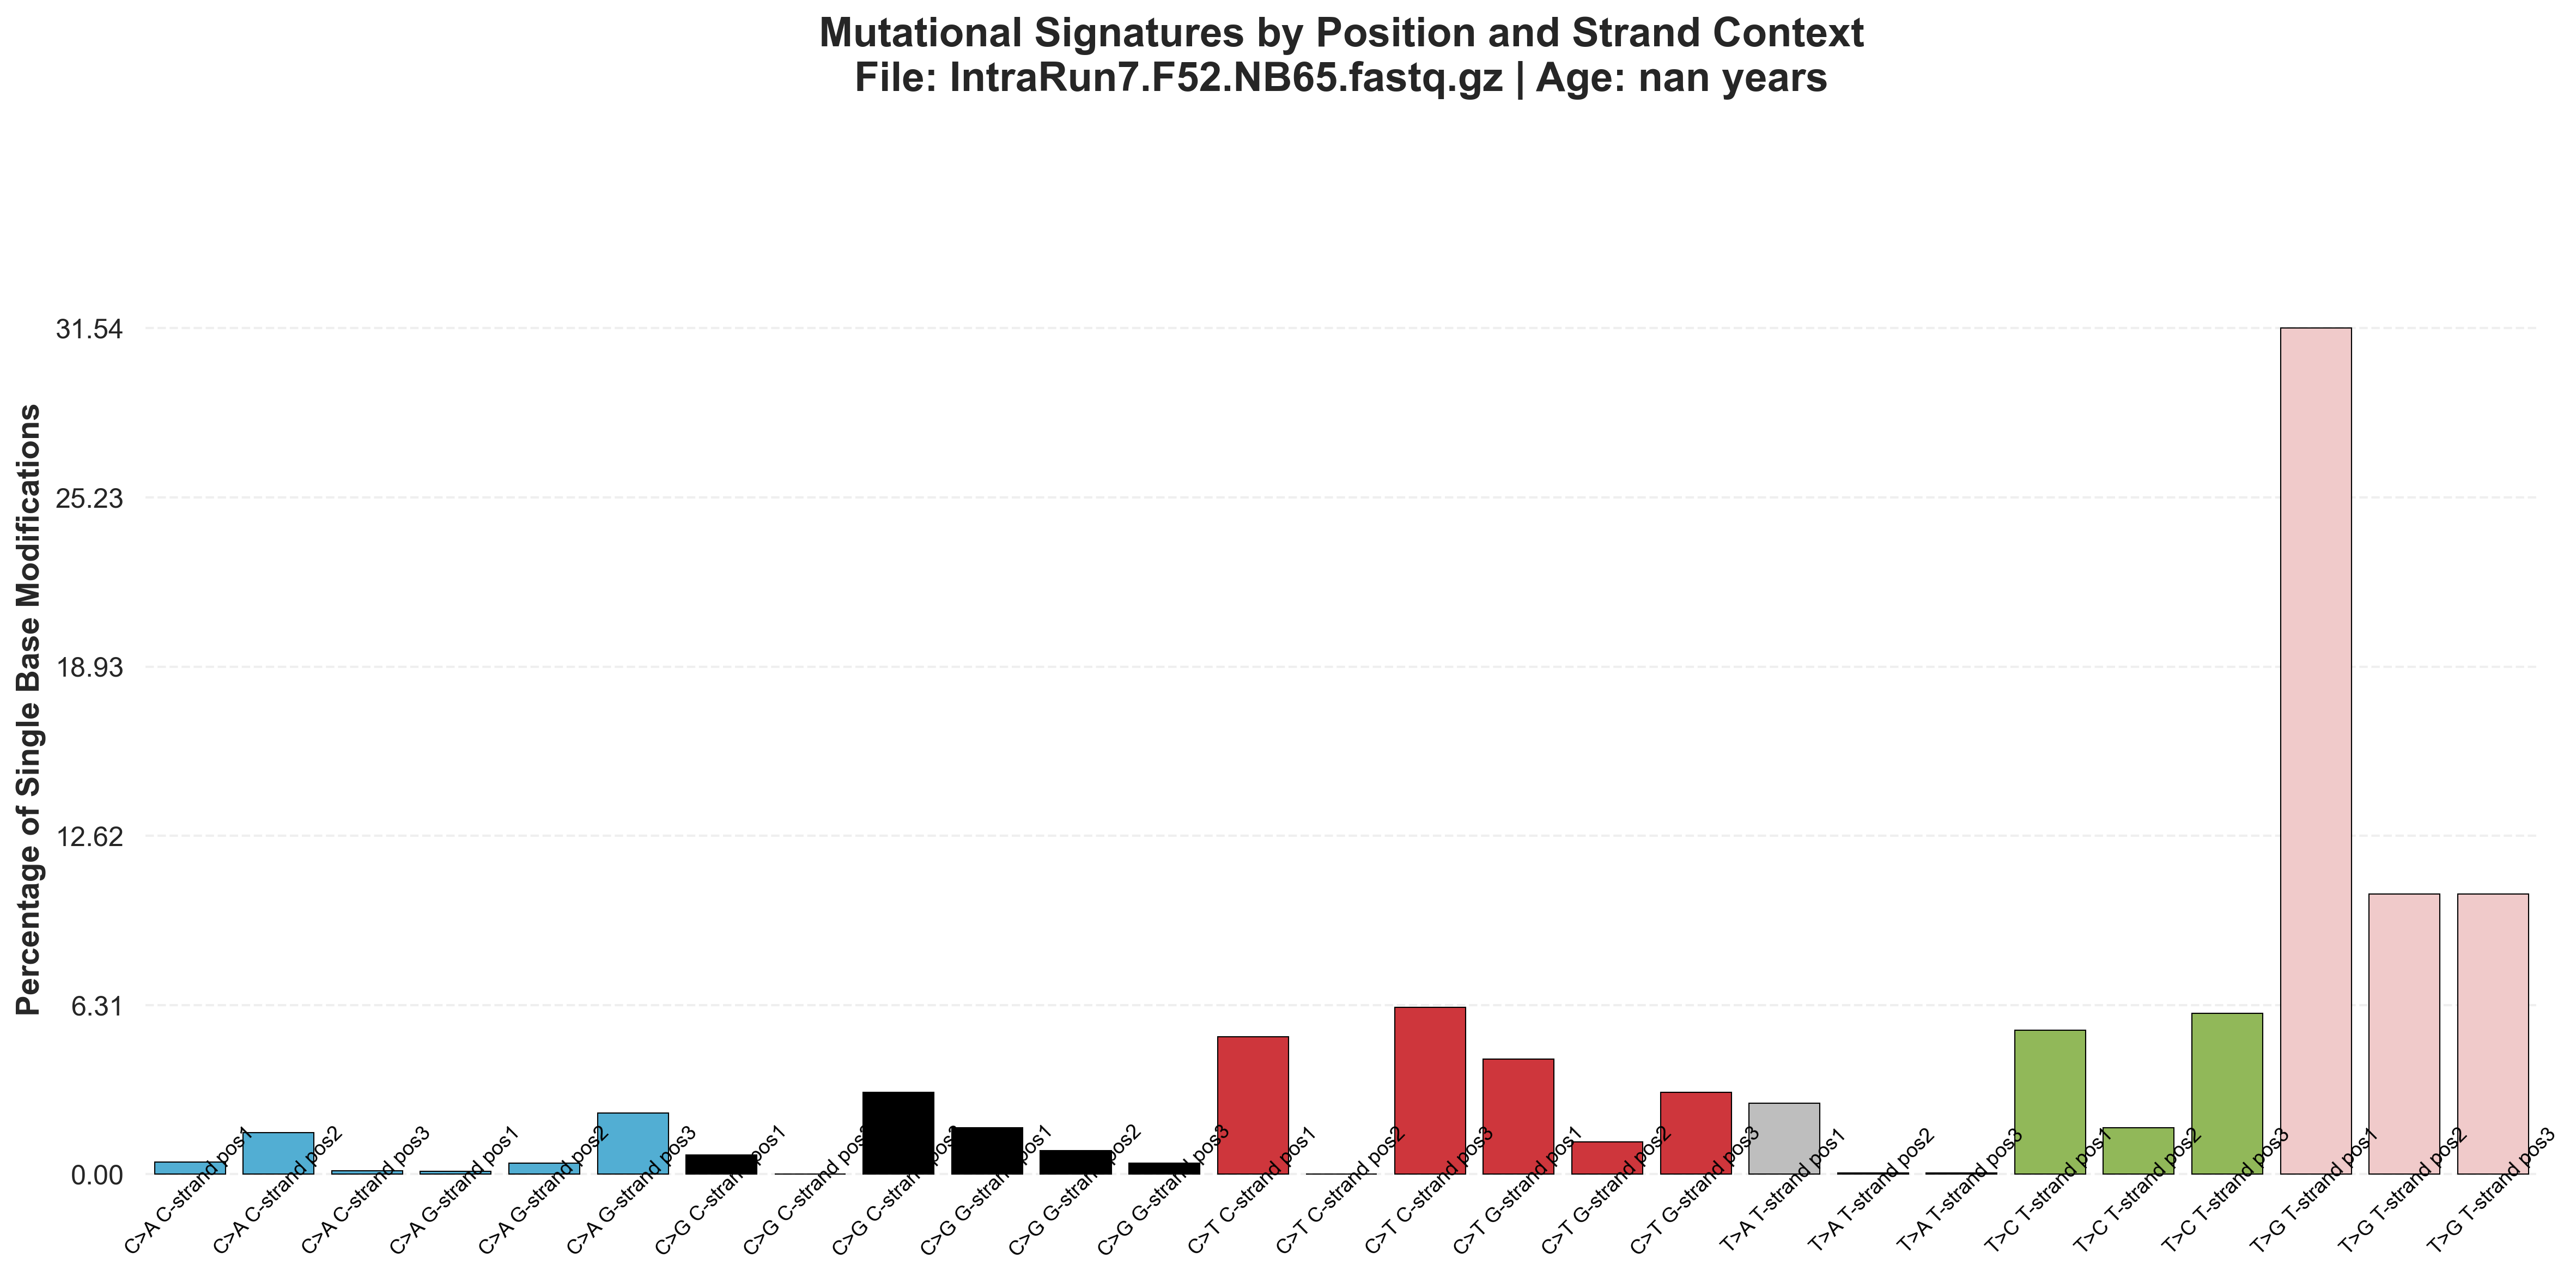 Mutational Signatures by Position and Strand Context
File: IntraRun7.F52.NB65.fastq.gz | Age: nan years
Percentage of Single Base Modifications
31.54
25.23
18.93
12.62
6.31
0.00
C>A C-strand pos1
C>A C-strand pos2
C>A C-strand pos3
C>A G-strand pos1
C>A G-strand pos2
C>A G-strand pos3
C>G C-strand pos1
C>G C-strand pos2
C>G C-strand pos3
C>G G-strand pos1
C>G G-strand pos2
C>G G-strand pos3
C>T C-strand pos1
C>T C-strand pos2
C>T C-strand pos3
C>T G-strand pos1
C>T G-strand pos2
C>T G-strand pos3
T>A T-strand pos1
T>A T-strand pos2
T>A T-strand pos3
T>C T-strand pos1
T>C T-strand pos2
T>C T-strand pos3
T>G T-strand pos1
T>G T-strand pos2
T>G T-strand pos3